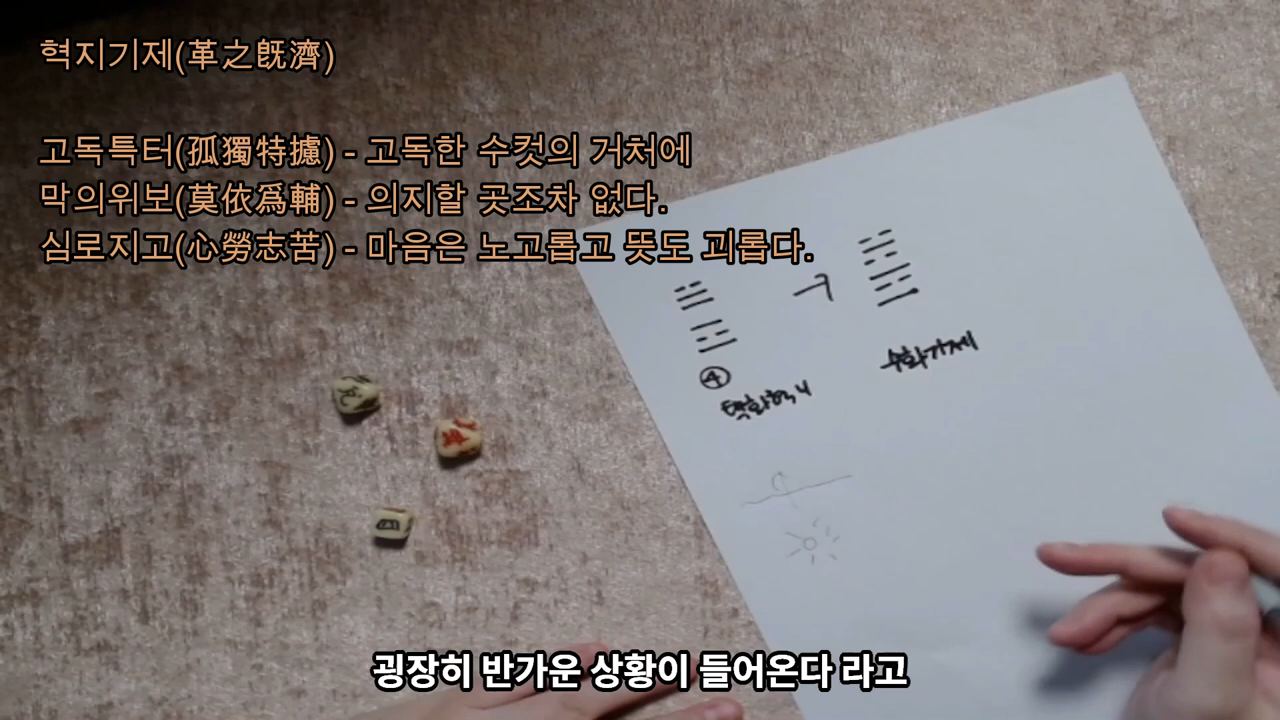 혁지기제(革之旣濟)
고독특터(孤獨特攄) - 고독한 수컷의 거처에
막의위보(莫依爲輔) - 의지할 곳조차 없다.
심로지고(心勞志苦) - 마음은 노고롭고 뜻도 괴롭다.
④
택화혁
수화기제
四
굉장히 반가운 상황이 들어온다 라고